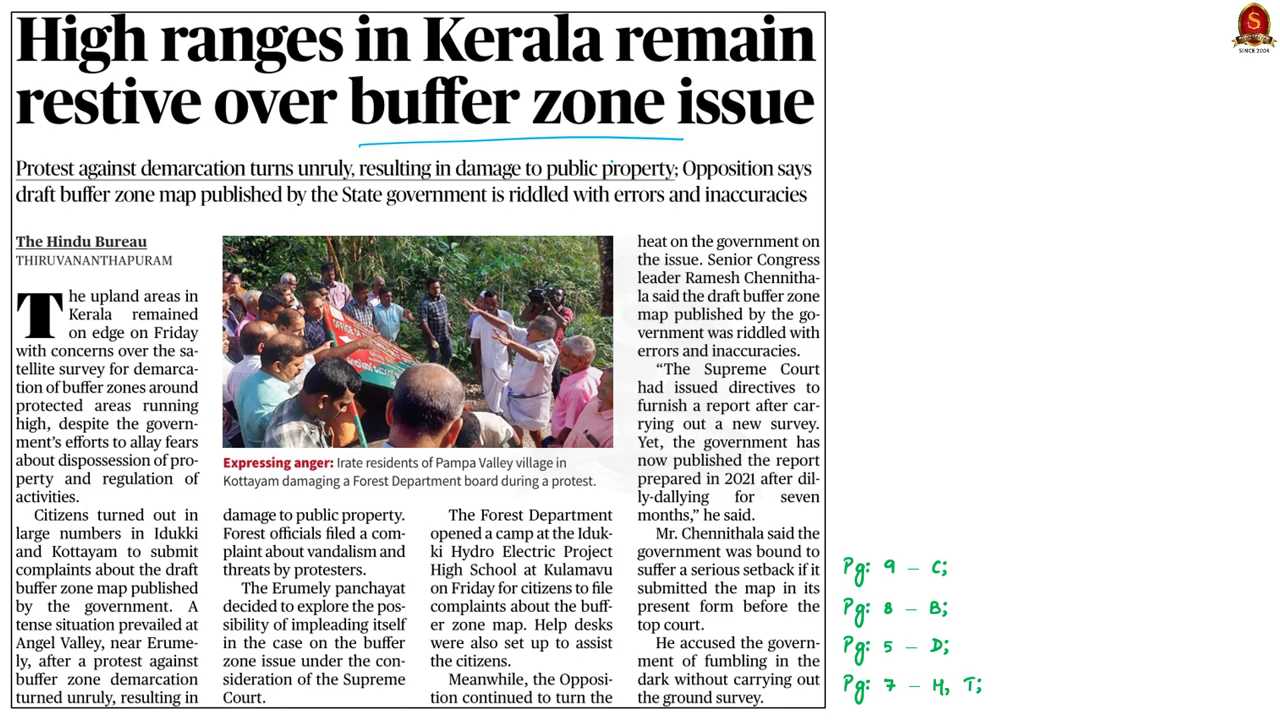 High ranges in Kerala remain
restive over buffer zone issue
Protest against demarcation turns unruly, resulting in damage to public property; Opposition says
draft buffer zone map published by the State government is riddled with errors and inaccuracies
The Hindu Bureau
THIRUVANANTHAPURAM
The upland areas in
Kerala remained
on edge on Friday
with concerns over the sa-
tellite survey for demarca-
tion of buffer zones around
protected areas running
high, despite the govern-
ment's efforts to allay fears
about dispossession of pro-
perty and regulation of
activities.
Citizens turned out in
large numbers in Idukki
and Kottayam to submit
complaints about the draft
buffer zone map published
by the government. A
tense situation prevailed at
Angel Valley, near Erume-
ly, after a protest against
buffer zone demarcation
turned unruly, resulting in
OFFICE OF
Expressing anger: Irate residents of Pampa Valley village in
Kottayam damaging a Forest Department board during a protest.
damage to public property.
Forest officials filed a com-
plaint about vandalism and
threats by protesters.
The Erumely panchayat
decided to explore the pos-
sibility of impleading itself
in the case on the buffer
zone issue under the con-
sideration of the Supreme
Court.
The Forest Department
opened a camp at the Iduk-
ki Hydro Electric Project
High School at Kulamavu
on Friday for citizens to file
complaints about the buff-
er zone map. Help desks
were also set up to assist
the citizens.
Meanwhile, the Opposi-
tion continued to turn the
heat on the government on
the issue. Senior Congress
leader Ramesh Chennitha-
la said the draft buffer zone
map published by the go-
vernment was riddled with
errors and inaccuracies.
"The Supreme Court
had issued directives to
furnish a report after car-
rying out a new survey.
Yet, the government has
now published the report
prepared in 2021 after dil-
ly-dallying for seven
months," he said.
Mr. Chennithala said the
government was bound to
suffer a serious setback if it
submitted the map in its
present form before the
top court.
He accused the govern-
ment of fumbling in the
dark without carrying out
the ground survey.
S
SINCE 2004
Pg: 9 – C;
Pg: 8 – B;
Pg: 5 – D;
Pg: 7 – H, T;